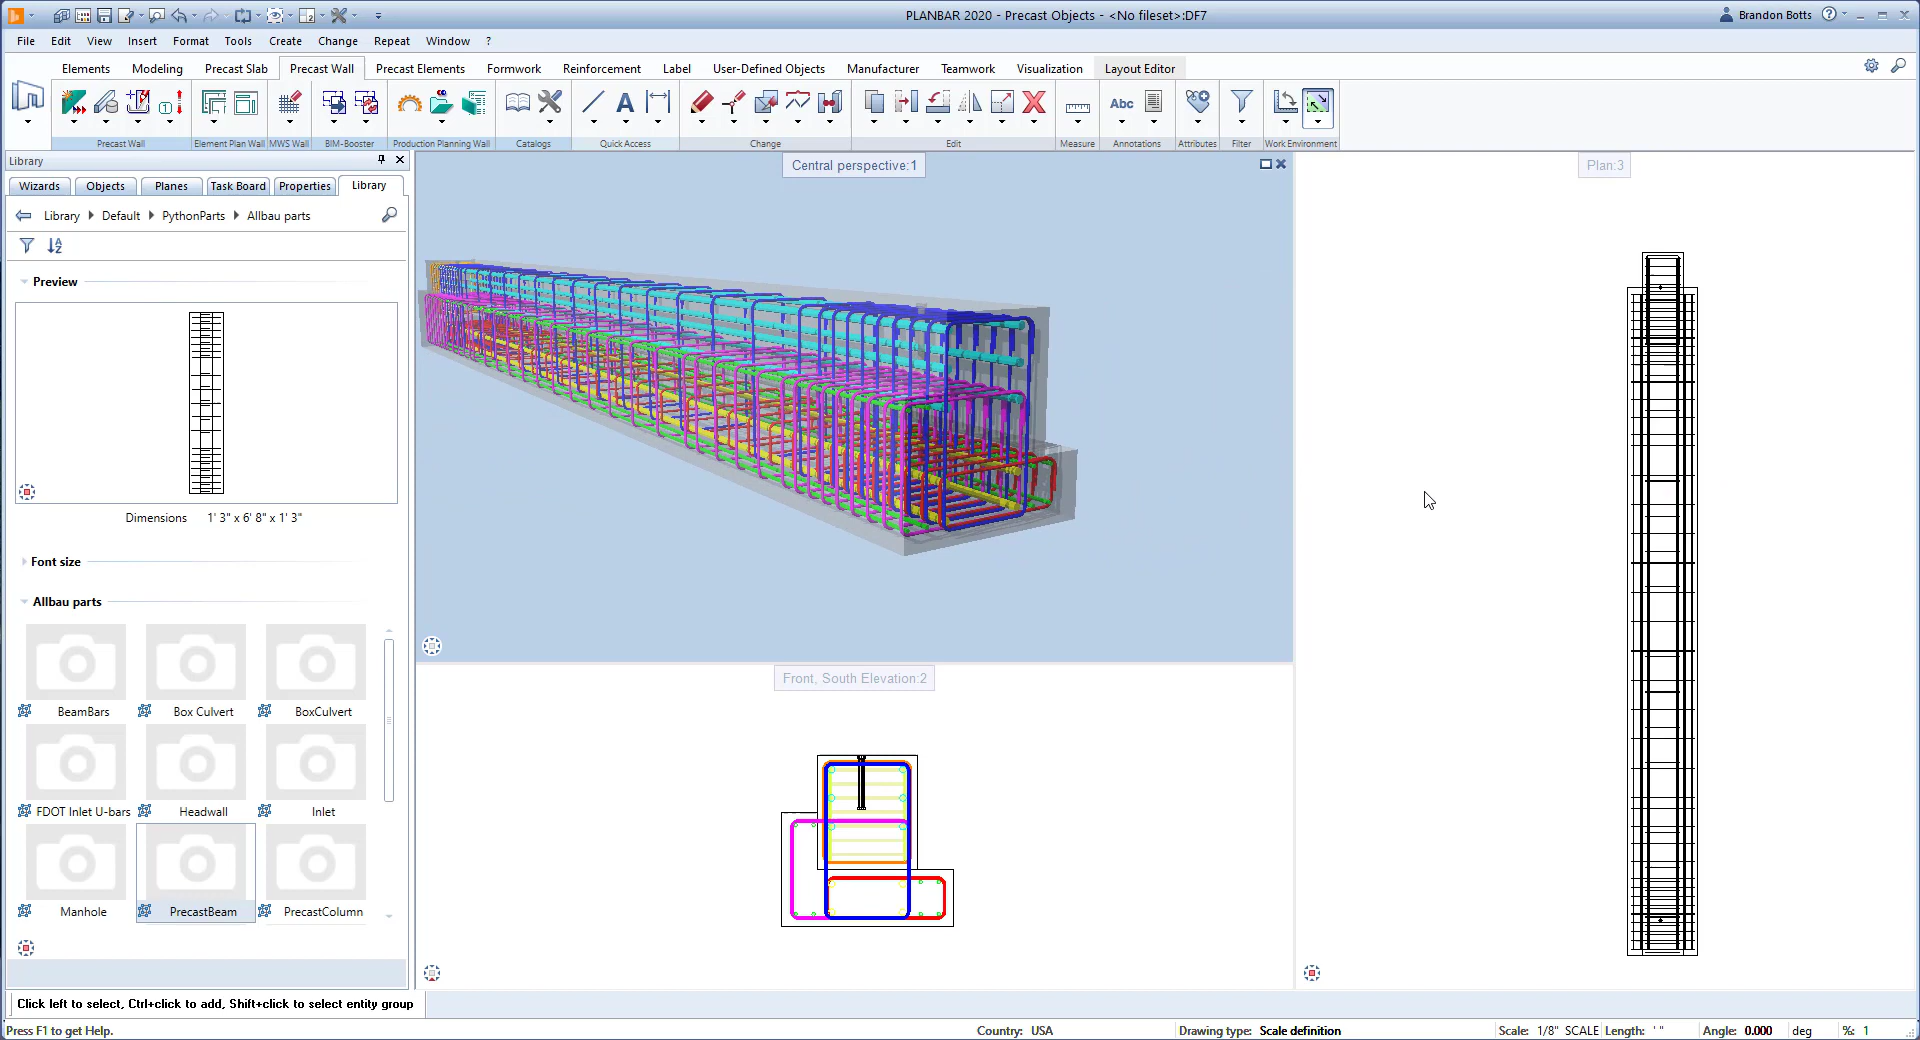 PLANBAR 2020 - Precast Objects - <No fileset>:DF7
Brandon Botts
File Edit View Insert Format Tools Create Change Repeat Window ?
Elements Modeling Precast Slab Precast Wall Precast Elements Formwork Reinforcement Label User-Defined Objects Manufacturer Teamwork Visualization Layout Editor
Abc
Precast Wall Element Plan Wall MWS Wall BIM-Booster Production Planning Wall Catalogs Quick Access Change Edit Measure Annotations Attributes Filter Work Environment
Library
Wizards Objects Planes Task Board Properties Library
Library Default PythonParts Allbau parts
Preview
Dimensions 1' 3" x 6' 8" x 1' 3"
Font size
Allbau parts
BeamBars Box Culvert BoxCulvert
FDOT Inlet U-bars Headwall Inlet
Manhole PrecastBeam PrecastColumn
Central perspective:1
Plan:3
Front, South Elevation:2
Click left to select, Ctrl+click to add, Shift+click to select entity group
Press F1 to get Help. Country: USA Drawing type: Scale definition Scale: 1/8" SCALE Length: ' " Angle: 0.000 deg %: 1